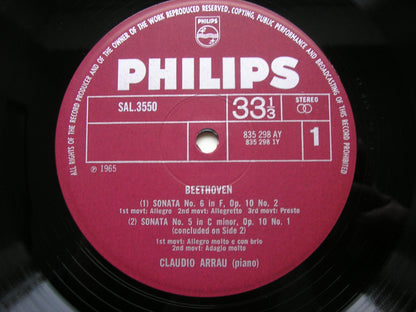 ALL RIGHTS OF THE RECORD PRODUCER AND OF THE OWNER OF THE WORK REPRODUCED RESERVED, COPYING, PUBLIC PERFORMANCE AND BROADCASTING OF THIS RECORD PROHIBITED
PHILIPS
PHILIPS
SAL.3550
33 1/3
STEREO
835 298 AY
835 298 1Y
1
℗ 1965
BEETHOVEN
(1) SONATA No. 6 in F, Op. 10 No. 2
1st movt: Allegro 2nd movt: Allegretto 3rd movt: Presto
(2) SONATA No. 5 in C minor, Op. 10 No. 1
(concluded on Side 2)
1st movt: Allegro molto e con brio
2nd movt: Adagio molto
CLAUDIO ARRAU (piano)